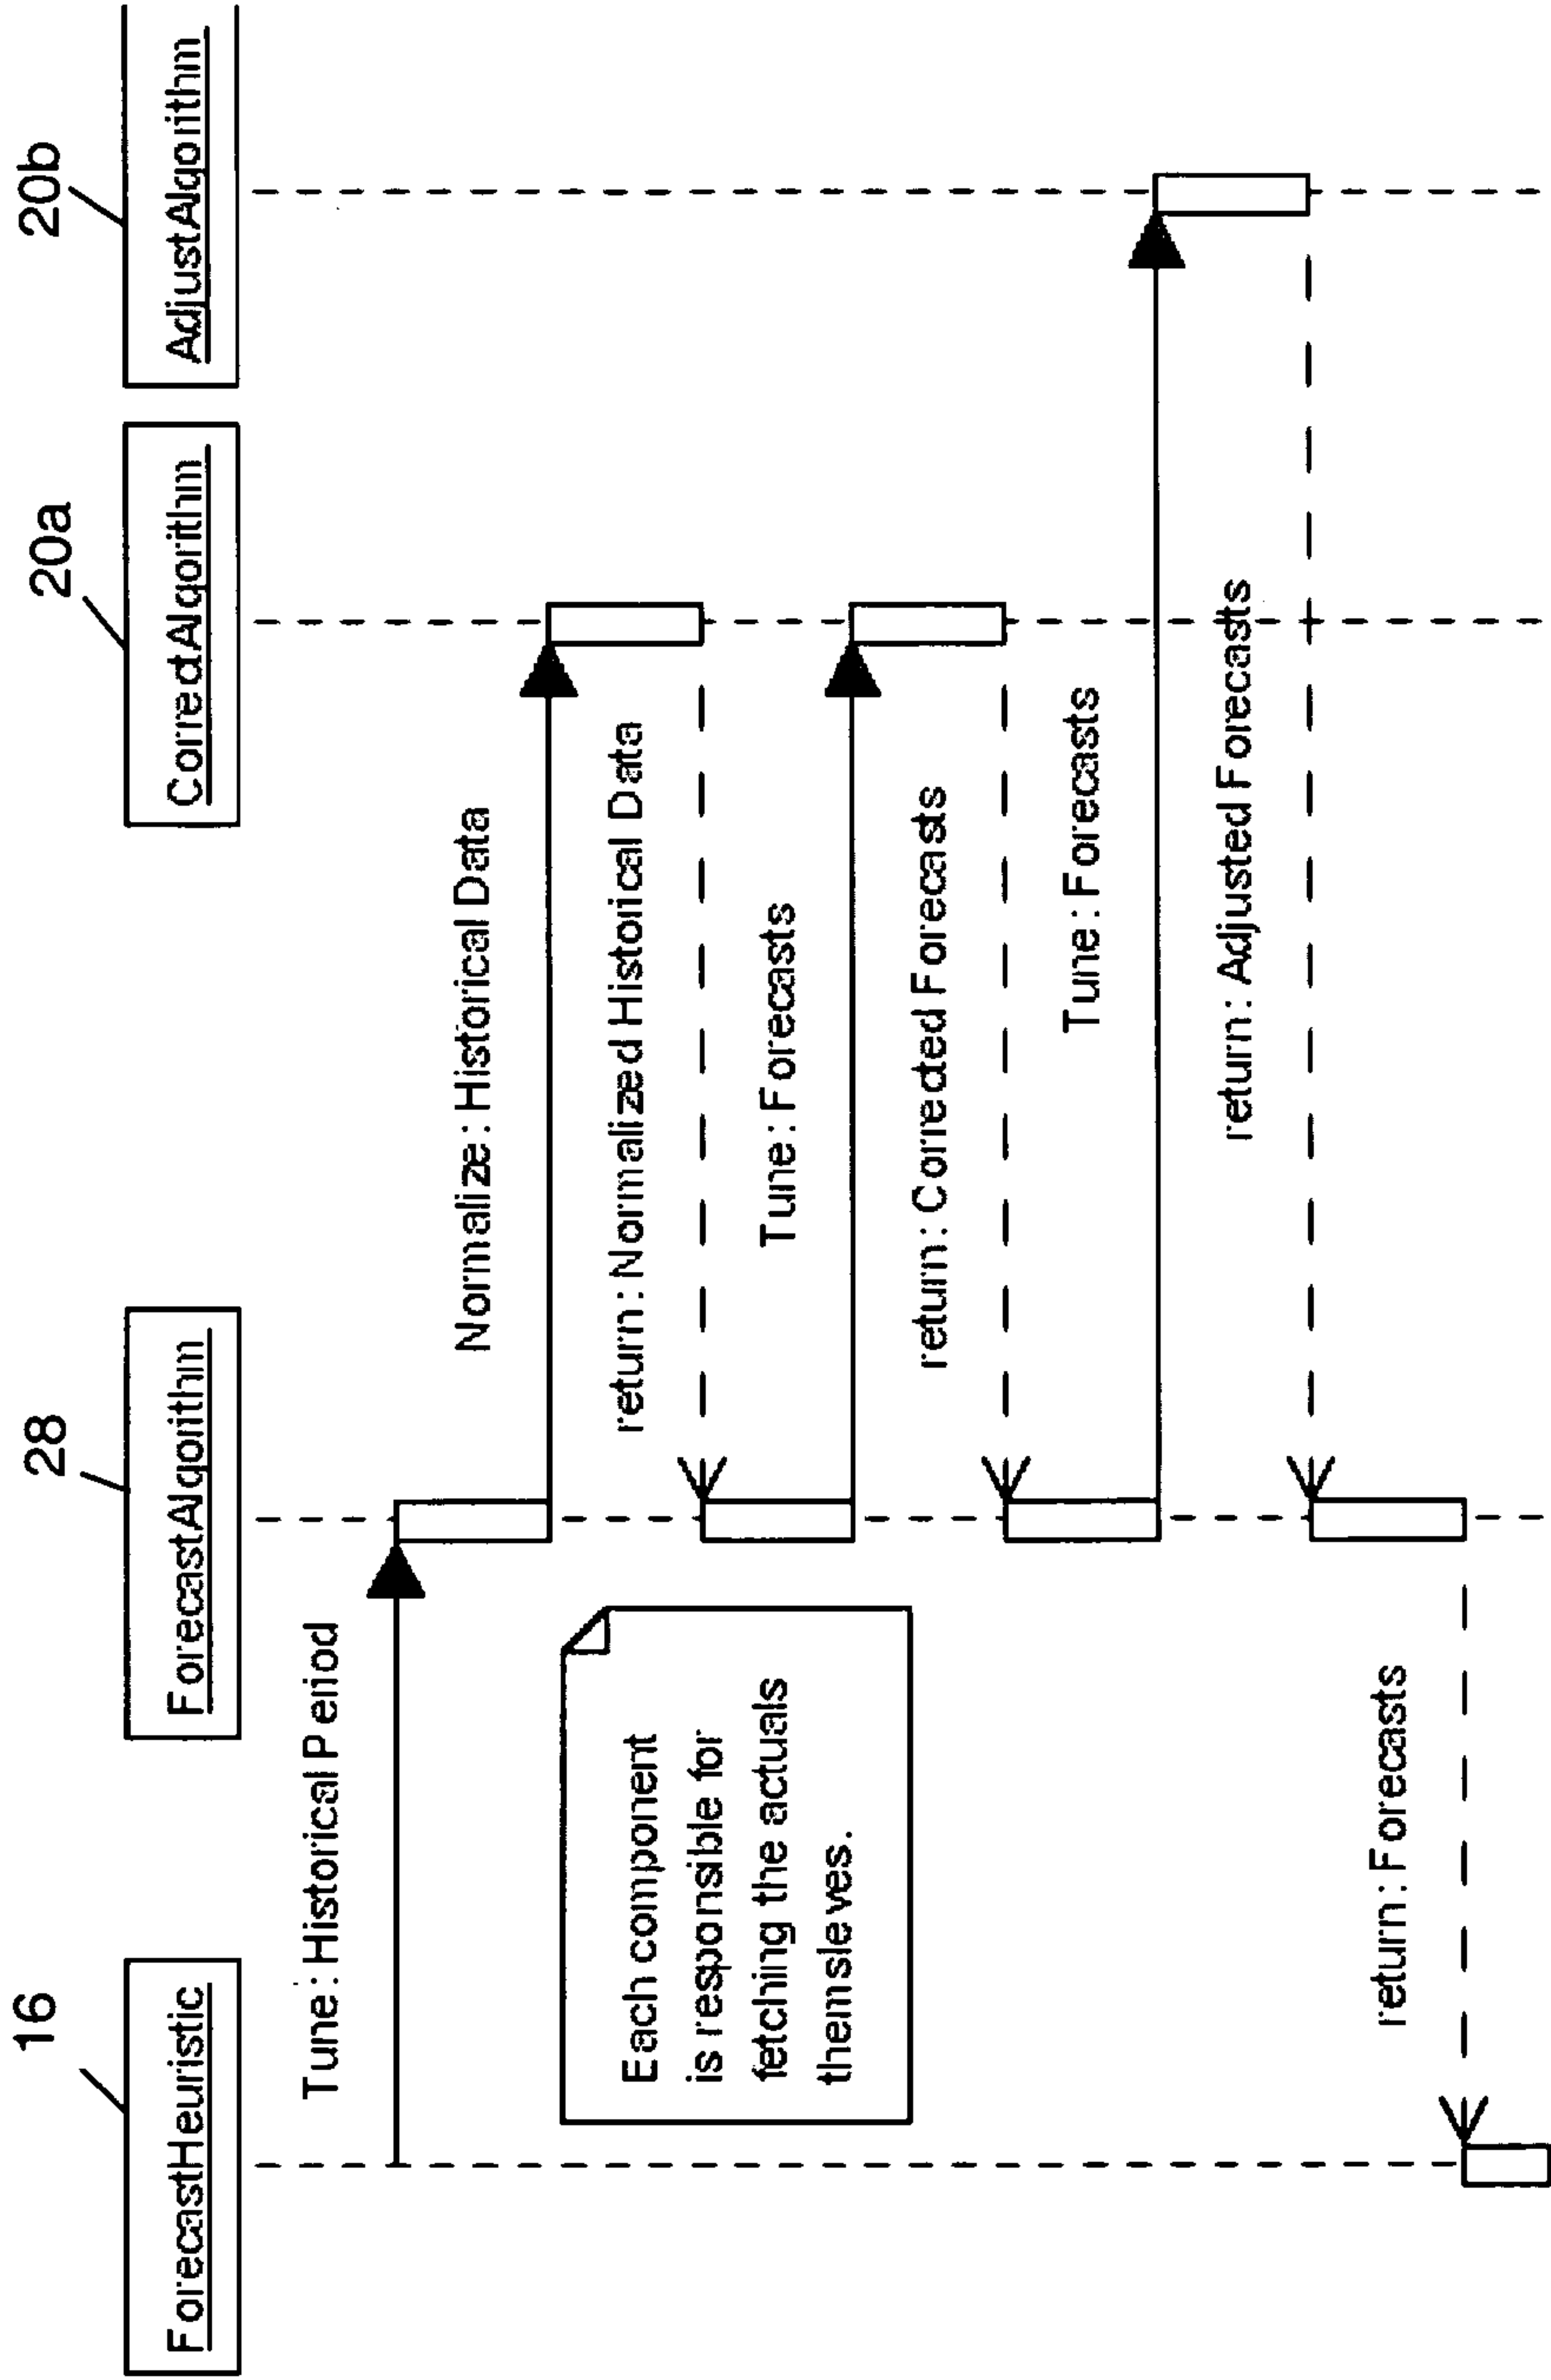 16
28
20a
20b
ForecastHeuristic
ForecastAlgorithm
CorrectAlgorithm
AdjustAlgorithm
Tune : Historical Period
Normalize : Historical Data
Each component
is responsible for
fetching the actuals
themsleves.
return : Normalized Historical Data
Tune : Forecasts
return : Corrected Forecasts
Tune : Forecasts
return : Adjusted Forecasts
return : Forecasts